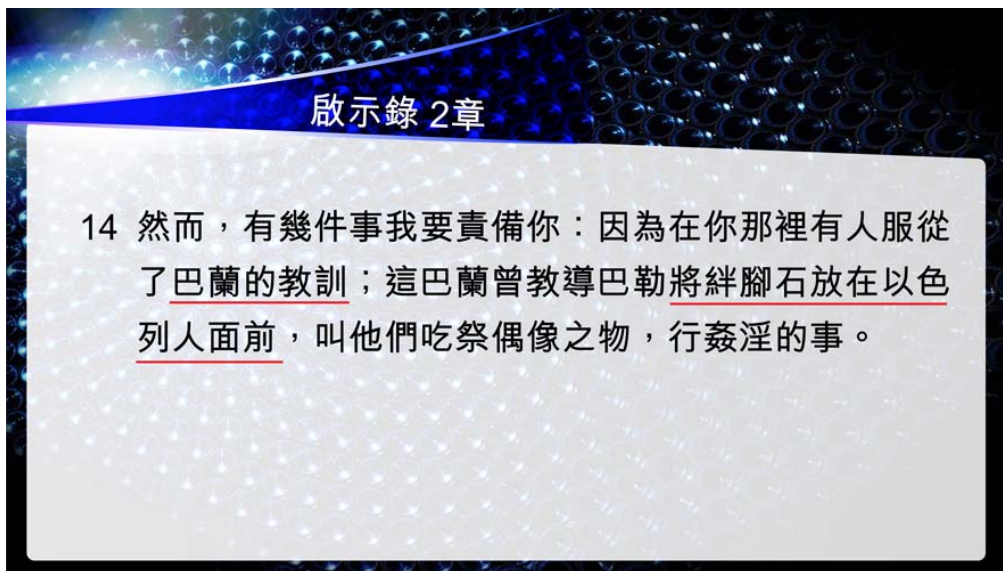 啟示錄 2章
14 然而，有幾件事我要責備你：因為在你那裡有人服從
了巴蘭的教訓；這巴蘭曾教導巴勒將絆腳石放在以色
列人面前，叫他們吃祭偶像之物，行姦淫的事。